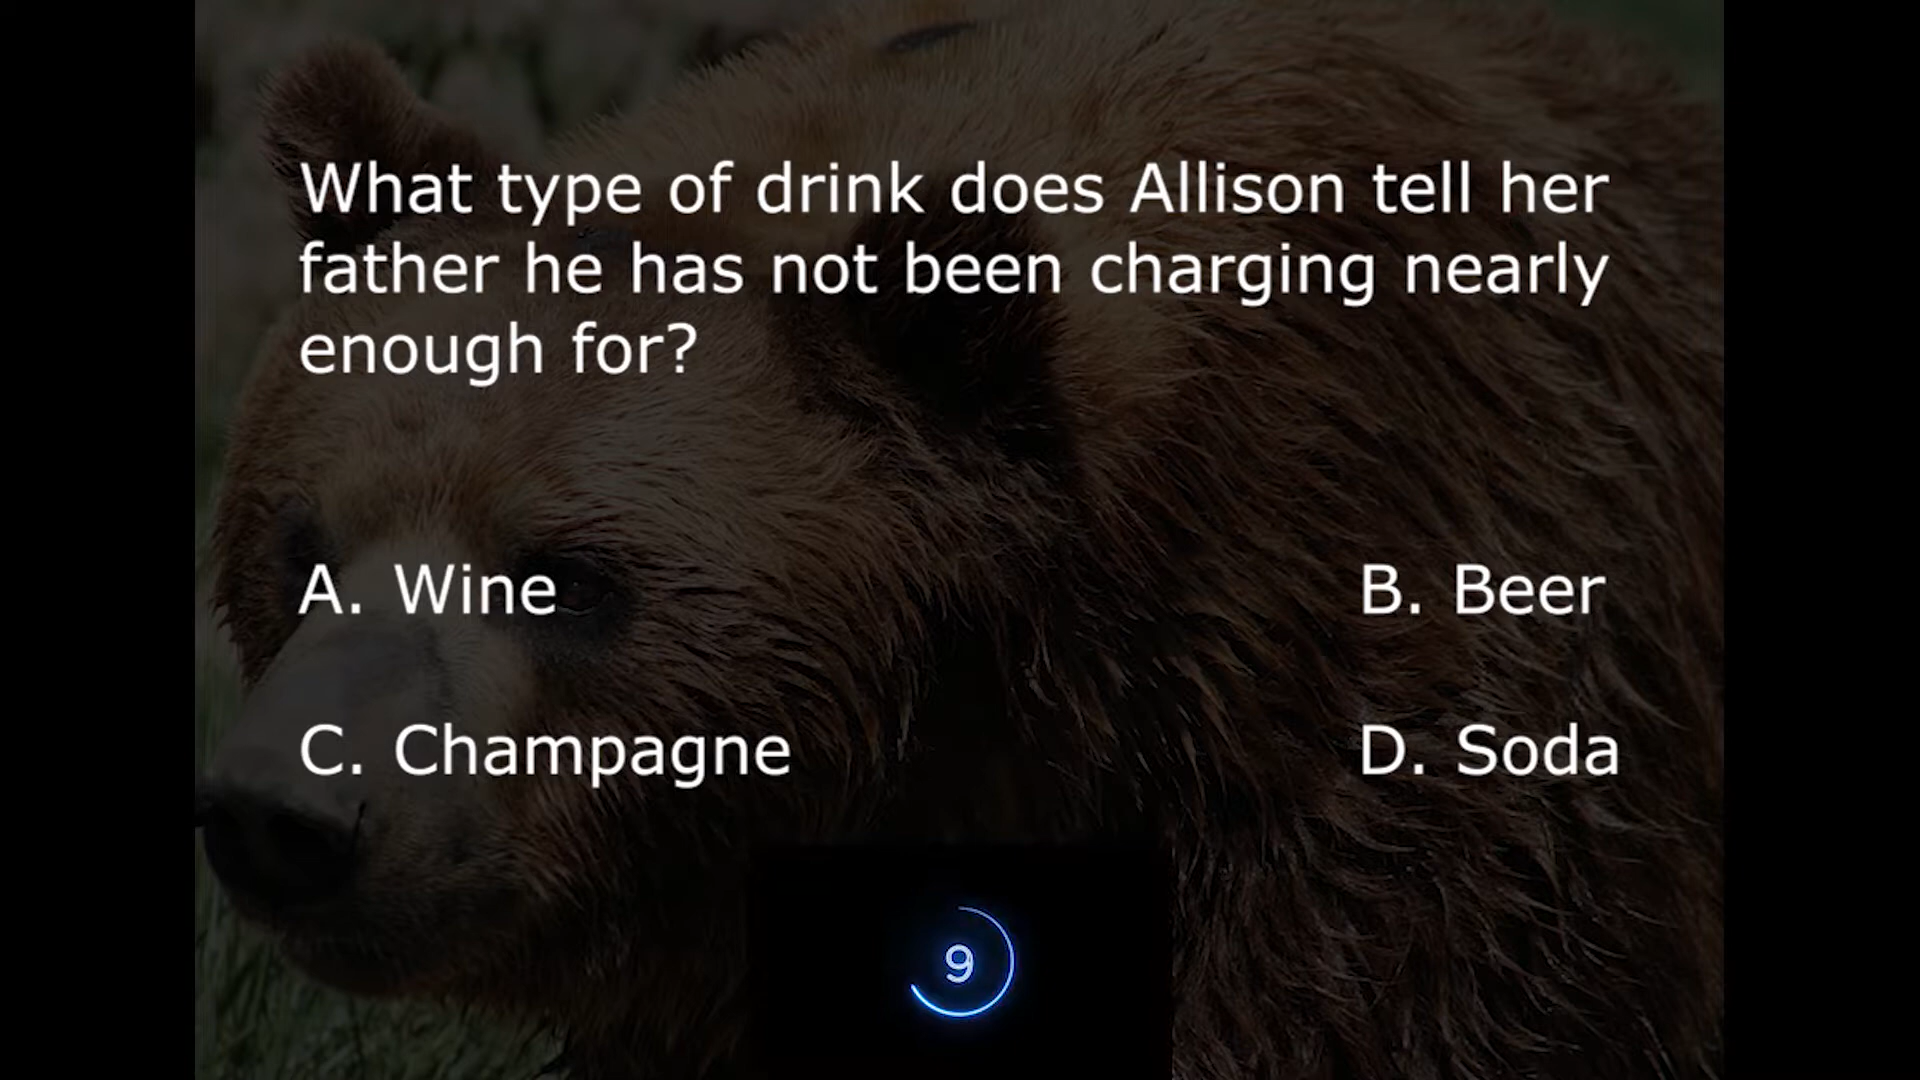 What type of drink does Allison tell her
father he has not been charging nearly
enough for?
A. Wine
B. Beer
C. Champagne
D. Soda
9